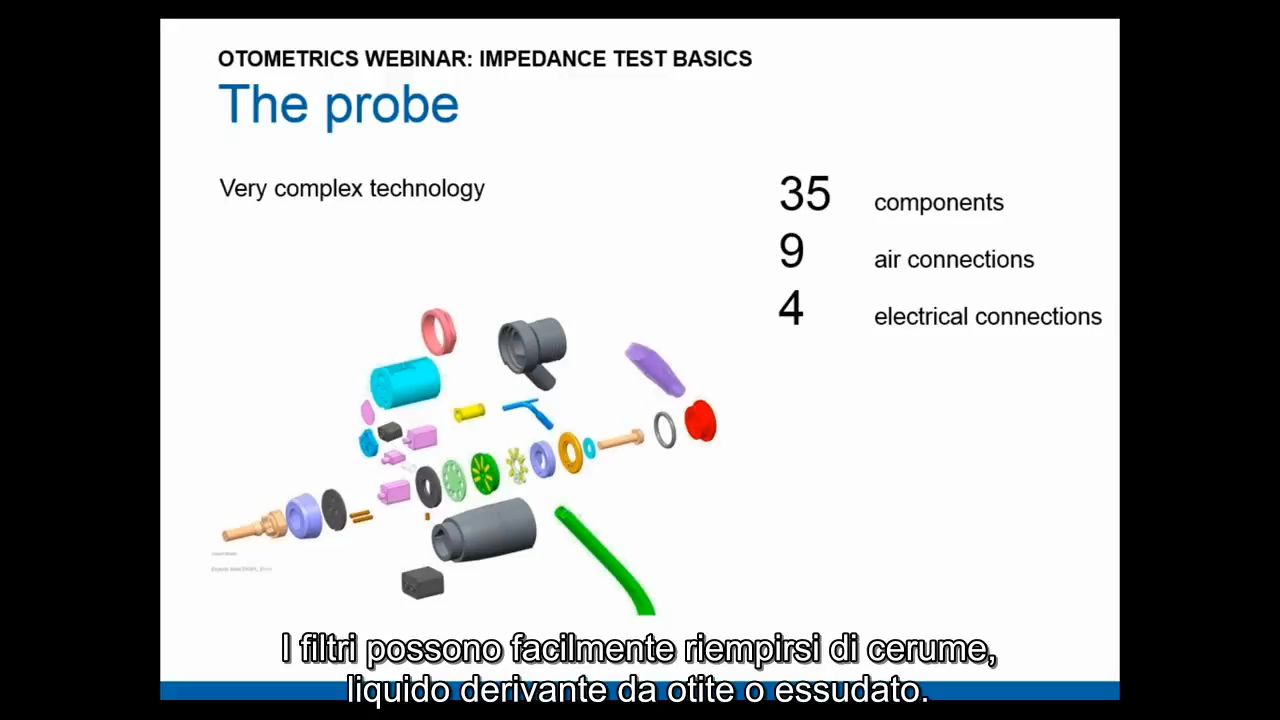 OTOMETRICS WEBINAR: IMPEDANCE TEST BASICS
The probe
Very complex technology
35 components
9 air connections
4 electrical connections
I filtri possono facilmente riempirsi di cerume,
liquido derivante da otite o essudato.